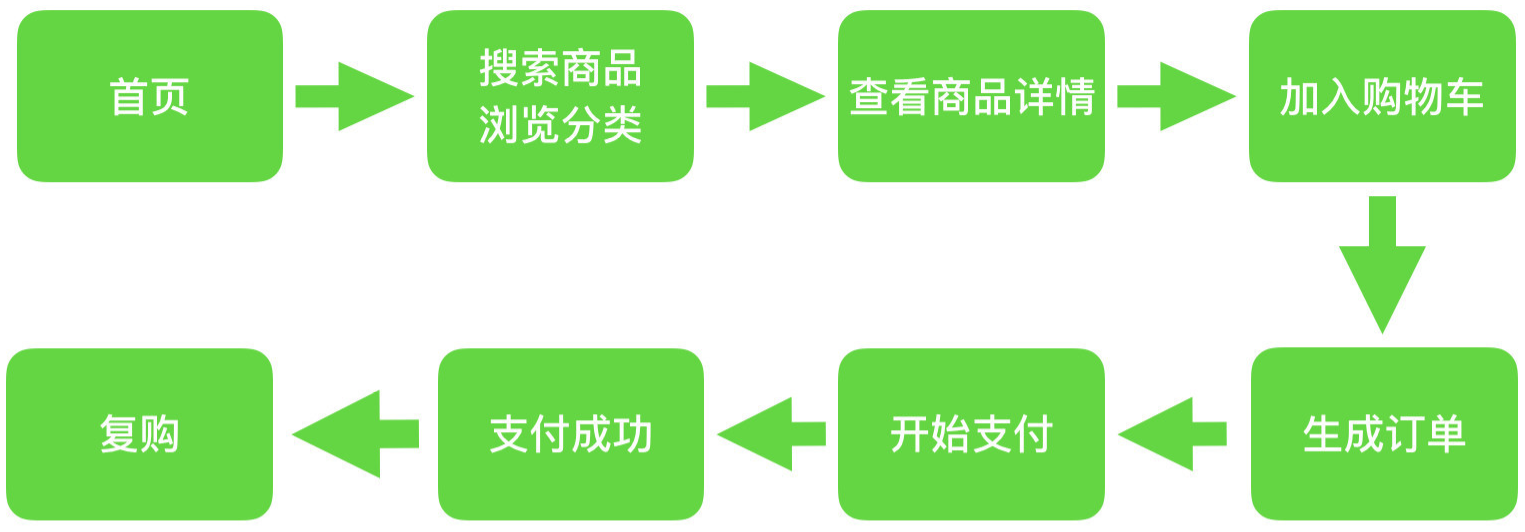 首页
搜索商品
浏览分类
查看商品详情
加入购物车
生成订单
开始支付
支付成功
复购